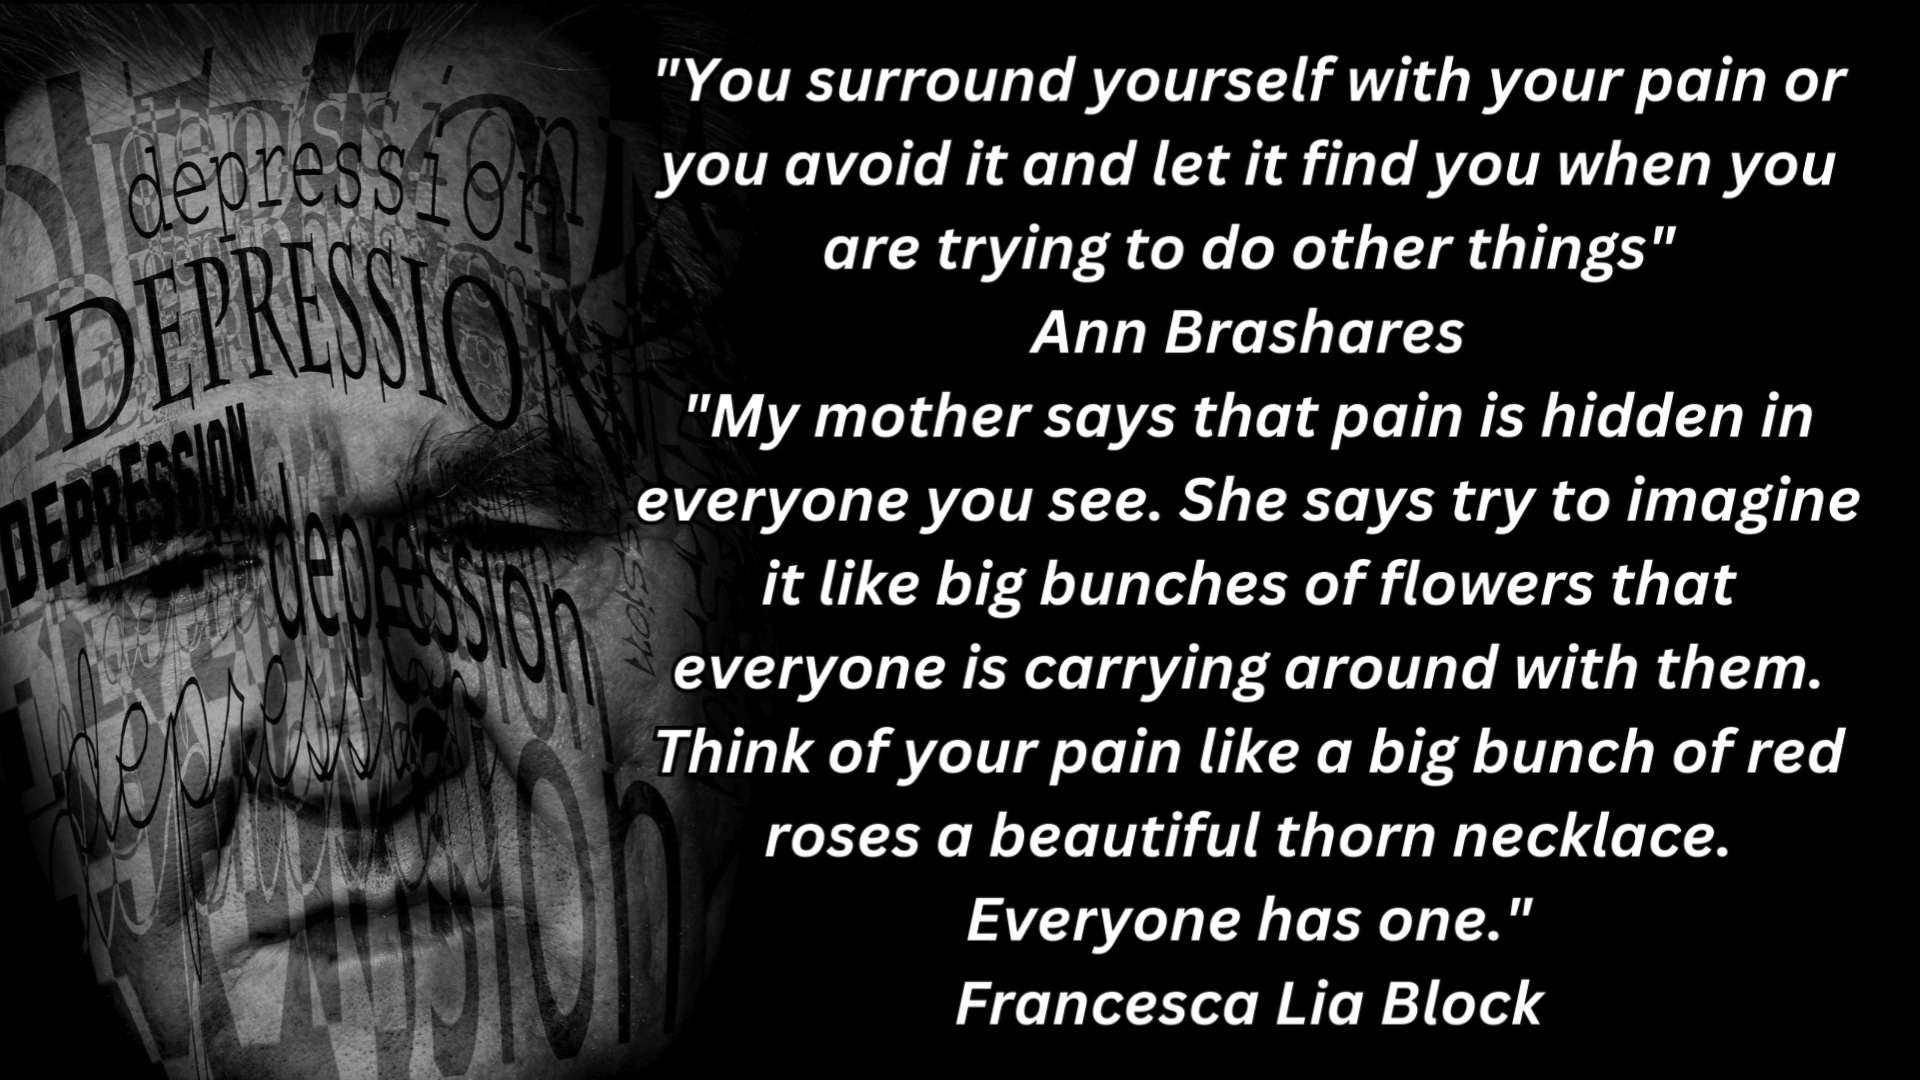 depression
DEPRESSION
DEPRESSION
depression
depression
"You surround yourself with your pain or
you avoid it and let it find you when you
are trying to do other things"
Ann Brashares
"My mother says that pain is hidden in
everyone you see. She says try to imagine
it like big bunches of flowers that
everyone is carrying around with them.
Think of your pain like a big bunch of red
roses a beautiful thorn necklace.
Everyone has one."
Francesca Lia Block